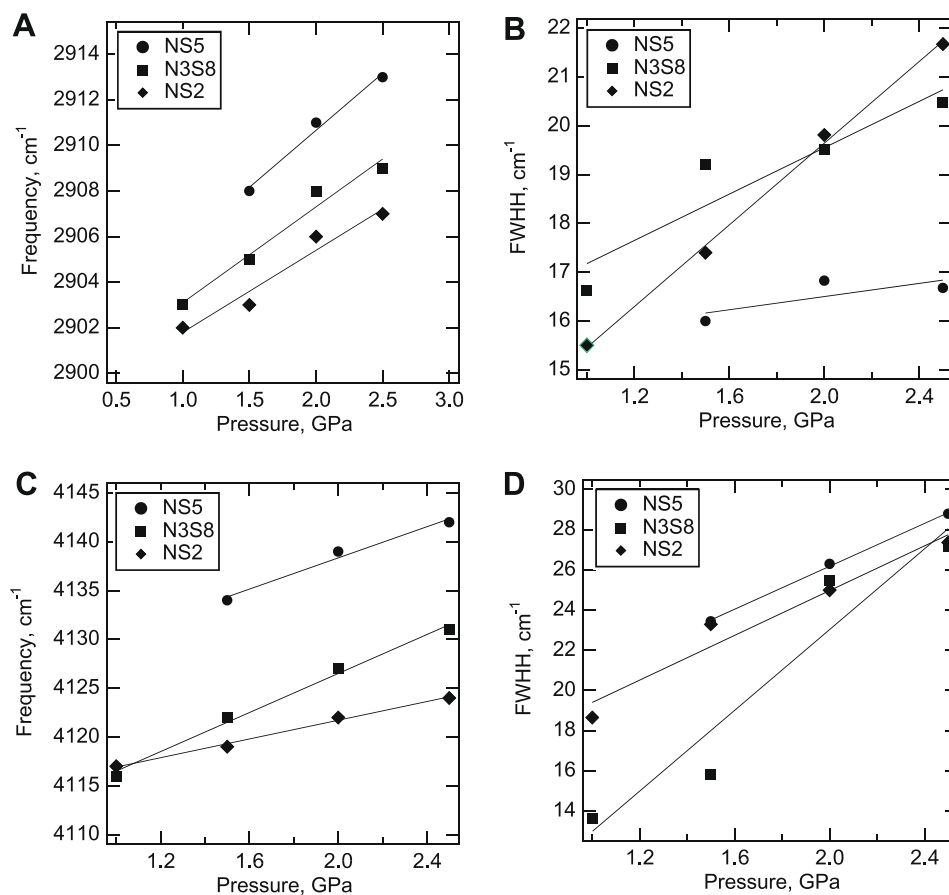 A
NS5
N3S8
NS2
2914
2912
2910
2908
2906
2904
2902
2900
Frequency, cm-1
0.5 1.0 1.5 2.0 2.5 3.0
Pressure, GPa
B
NS5
N3S8
NS2
22
21
20
19
18
17
16
15
FWHH, cm-1
1.2 1.6 2.0 2.4
Pressure, GPa
C
NS5
N3S8
NS2
4145
4140
4135
4130
4125
4120
4115
4110
Frequency, cm-1
1.2 1.6 2.0 2.4
Pressure, GPa
D
NS5
N3S8
NS2
30
28
26
24
22
20
18
16
14
FWHH, cm-1
1.2 1.6 2.0 2.4
Pressure, GPa